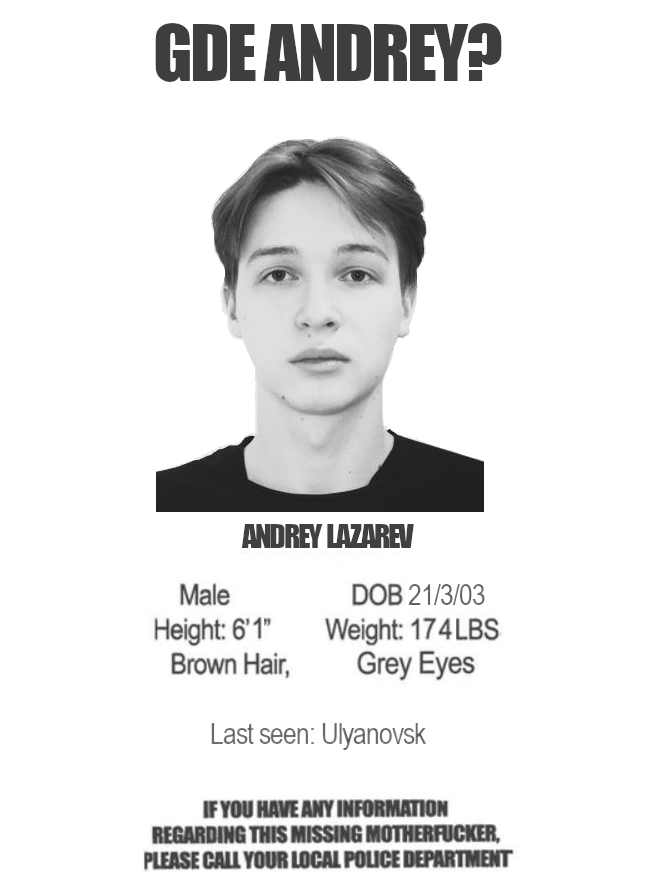 GDE ANDREY?
ANDREY LAZAREV
Male DOB 21/3/03
Height: 6'1" Weight: 174 LBS
Brown Hair, Grey Eyes
Last seen: Ulyanovsk
IF YOU HAVE ANY INFORMATION
REGARDING THIS MISSING MOTHERFUCKER,
PLEASE CALL YOUR LOCAL POLICE DEPARTMENT